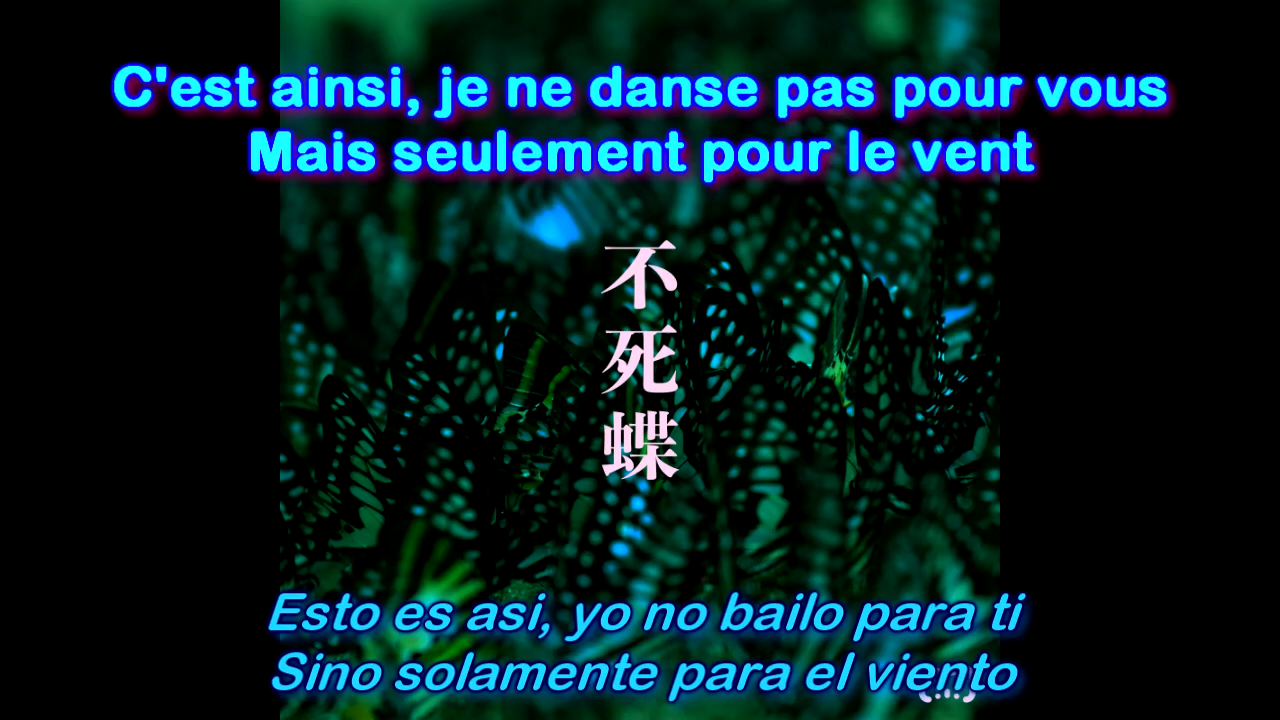 C'est ainsi, je ne danse pas pour vous
Mais seulement pour le vent
不死蝶
Esto es asi, yo no bailo para ti
Sino solamente para el viento